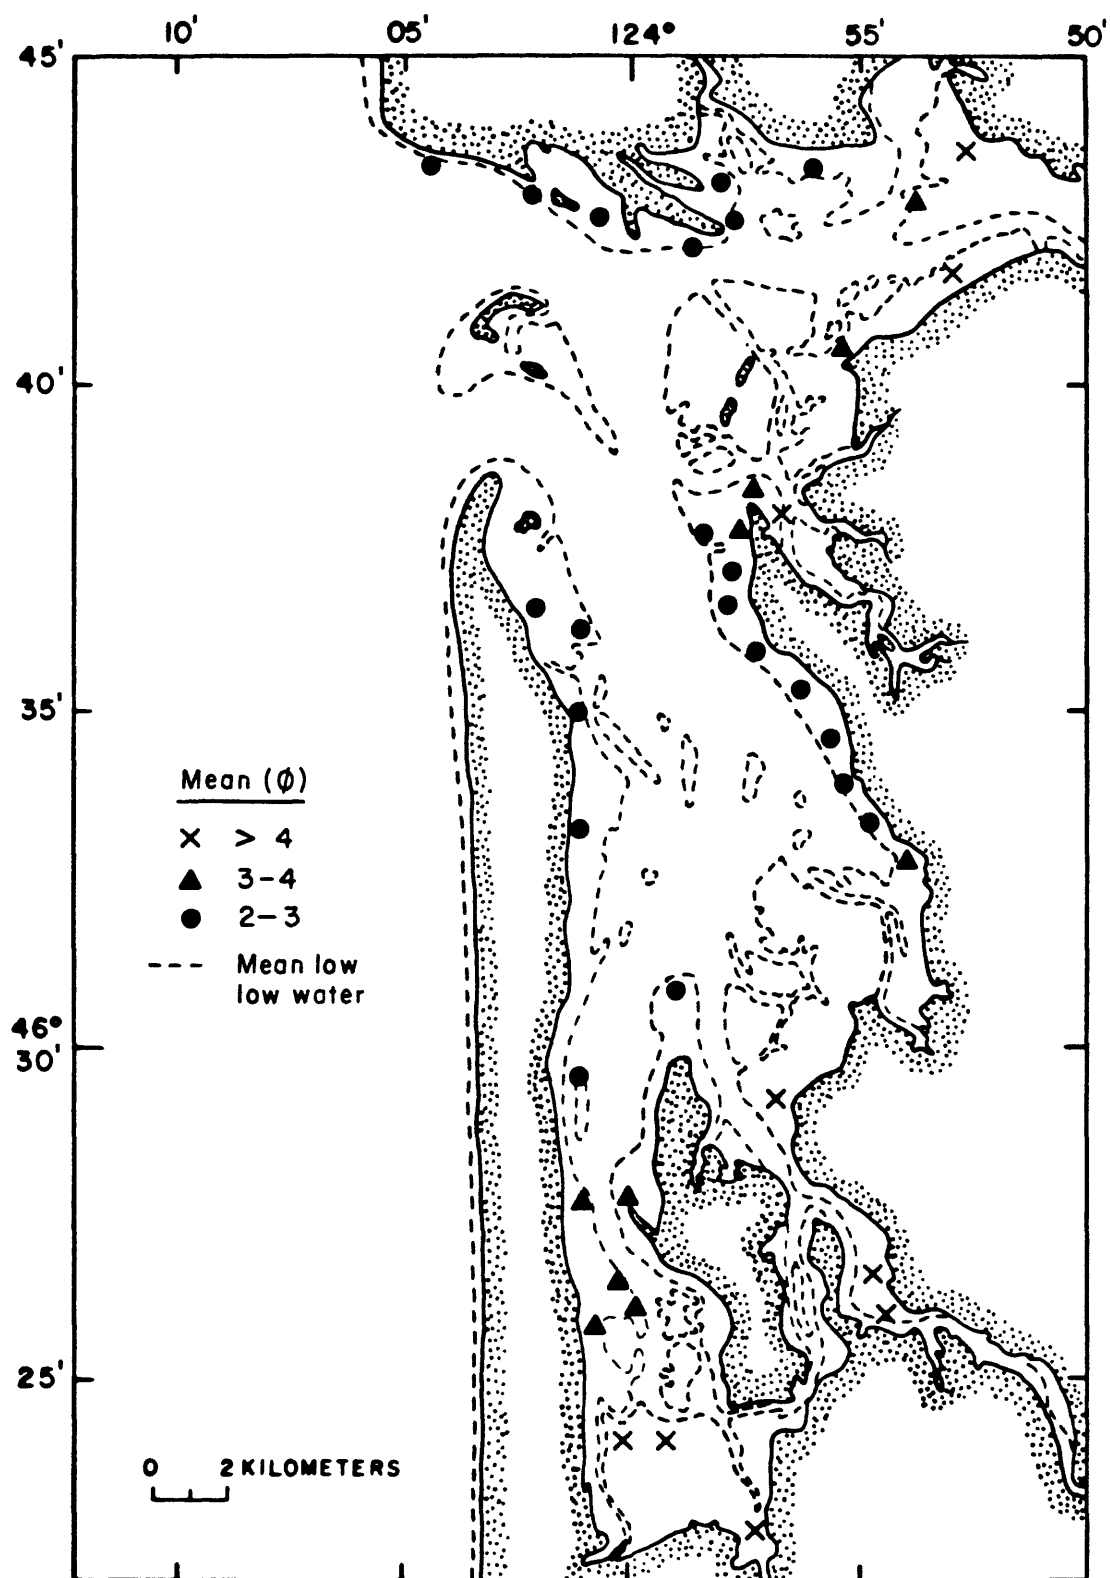 10' 05' 124° 55' 50'
45'
40'
35'
Mean (φ)
× > 4
▲ 3-4
● 2-3
--- Mean low
low water
46°
30'
25'
0 2 KILOMETERS